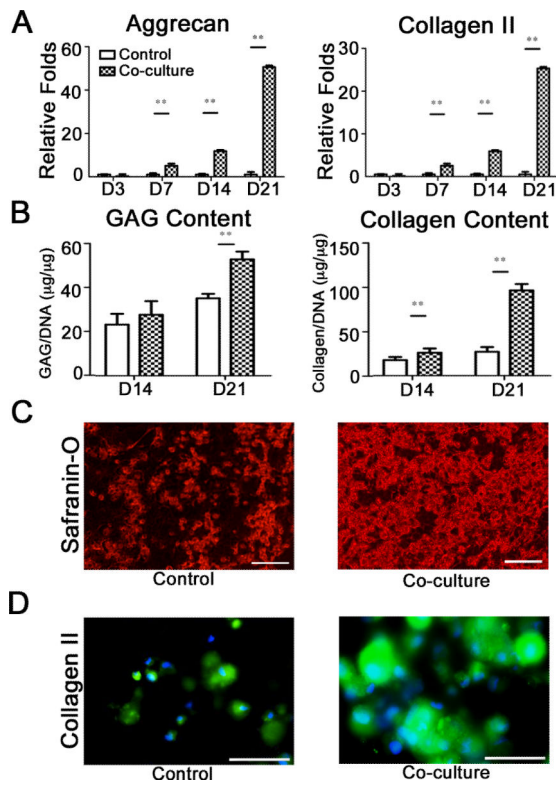 A
Aggrecan
Collagen II
Relative Folds
60
40
20
0
Control
Co-culture
**
**
**
D3 D7 D14 D21
Relative Folds
30
20
10
0
**
**
**
D3 D7 D14 D21
B
GAG Content
Collagen Content
GAG/DNA (μg/μg)
60
40
20
0
**
D14 D21
Collagen/DNA (μg/μg)
150
100
50
0
**
**
D14 D21
C
Safranin-O
Control
Co-culture
D
Collagen II
Control
Co-culture